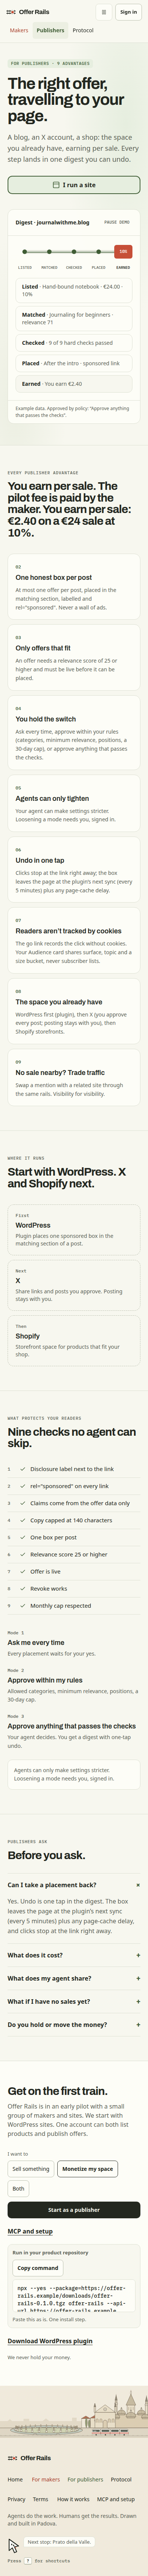 Offer Rails
Sign in
Makers Publishers Protocol
FOR PUBLISHERS · 9 ADVANTAGES
The right offer,
travelling to your
page.
A blog, an X account, a shop: the space
you already have, earning per sale. Every
step lands in one digest you can undo.
I run a site
Digest · journalwithme.blog
PAUSE DEMO
LISTED MATCHED CHECKED PLACED EARNED
Listed · Hand-bound notebook · €24.00 ·
10%
Matched · Journaling for beginners ·
relevance 71
Checked · 9 of 9 hard checks passed
Placed · After the intro · sponsored link
Earned · You earn €2.40
Example data. Approved by policy: "Approve anything
that passes the checks".
EVERY PUBLISHER ADVANTAGE
You earn per sale. The
pilot fee is paid by the
maker. You earn per sale:
€2.40 on a €24 sale at
10%.
02
One honest box per post
At most one offer per post, placed in the
matching section, labelled and
rel="sponsored". Never a wall of ads.
03
Only offers that fit
An offer needs a relevance score of 25 or
higher and must be live before it can be
placed.
04
You hold the switch
Ask every time, approve within your rules
(categories, minimum relevance, positions, a
30-day cap), or approve anything that passes
the checks.
05
Agents can only tighten
Your agent can make settings stricter.
Loosening a mode needs you, signed in.
06
Undo in one tap
Clicks stop at the link right away; the box
leaves the page at the plugin's next sync (every
5 minutes) plus any page-cache delay.
07
Readers aren't tracked by cookies
The go link records the click without cookies.
Your Audience card shares surface, topic and a
size bucket, never subscriber lists.
08
The space you already have
WordPress first (plugin), then X (you approve
every post; posting stays with you), then
Shopify storefronts.
09
No sale nearby? Trade traffic
Swap a mention with a related site through
the same rails. Visibility for visibility.
WHERE IT RUNS
Start with WordPress. X
and Shopify next.
First
WordPress
Plugin places one sponsored box in the
matching section of a post.
Next
X
Share links and posts you approve. Posting
stays with you.
Then
Shopify
Storefront space for products that fit your
shop.
WHAT PROTECTS YOUR READERS
Nine checks no agent can
skip.
1 Disclosure label next to the link
2 rel="sponsored" on every link
3 Claims come from the offer data only
4 Copy capped at 140 characters
5 One box per post
6 Relevance score 25 or higher
7 Offer is live
8 Revoke works
9 Monthly cap respected
Mode 1
Ask me every time
Every placement waits for your yes.
Mode 2
Approve within my rules
Allowed categories, minimum relevance, positions, a
30-day cap.
Mode 3
Approve anything that passes the checks
Your agent decides. You get a digest with one-tap
undo.
Agents can only make settings stricter.
Loosening a mode needs you, signed in.
PUBLISHERS ASK
Before you ask.
Can I take a placement back?
Yes. Undo is one tap in the digest. The box
leaves the page at the plugin's next sync
(every 5 minutes) plus any page-cache delay,
and clicks stop at the link right away.
What does it cost? +
What does my agent share? +
What if I have no sales yet? +
Do you hold or move the money? +
Get on the first train.
Offer Rails is in an early pilot with a small
group of makers and sites. We start with
WordPress sites. One account can both list
products and publish offers.
I want to
Sell something
Monetize my space
Both
Start as a publisher
MCP and setup
Run in your product repository
Copy command
npx --yes --package=https://offer-
rails.example/downloads/offer-
rails-0.1.0.tgz offer-rails --api-
url https://offer-rails.example
Paste this as is. One install step.
Download WordPress plugin
We never hold your money.
Offer Rails
Home For makers For publishers Protocol
Privacy Terms How it works MCP and setup
Agents do the work. Humans get the results. Drawn
and built in Padova.
Next stop: Prato della Valle.
Press ? for shortcuts